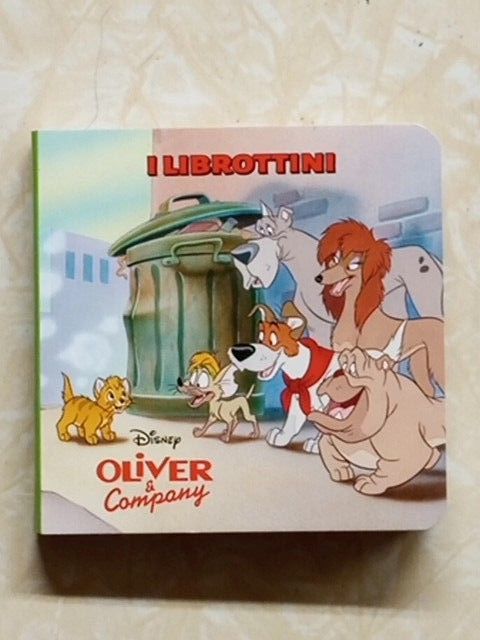 I LIBROTTINI
Disney
OLIVER
&
Company